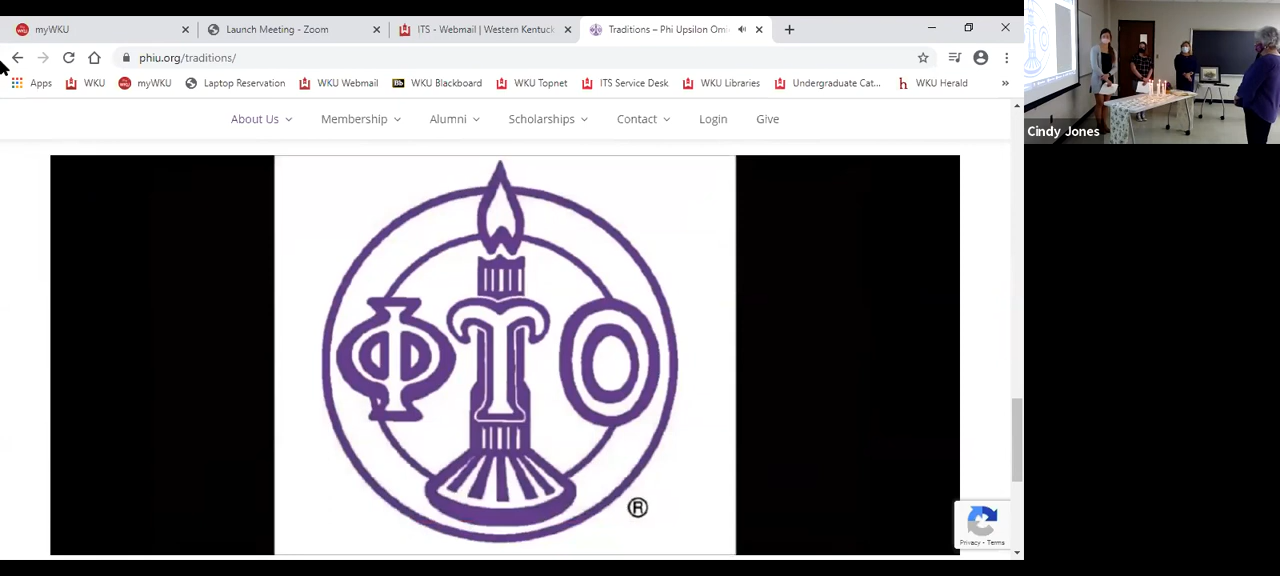 myWKU
Launch Meeting - Zoom
ITS - Webmail | Western Kentuck
Traditions – Phi Upsilon Om
phiu.org/traditions/
Apps WKU myWKU Laptop Reservation WKU Webmail WKU Blackboard WKU Topnet ITS Service Desk WKU Libraries Undergraduate Cat... WKU Herald »
About Us Membership Alumni Scholarships Contact Login Give
ΦΥΟ
®
Privacy - Terms
Cindy Jones